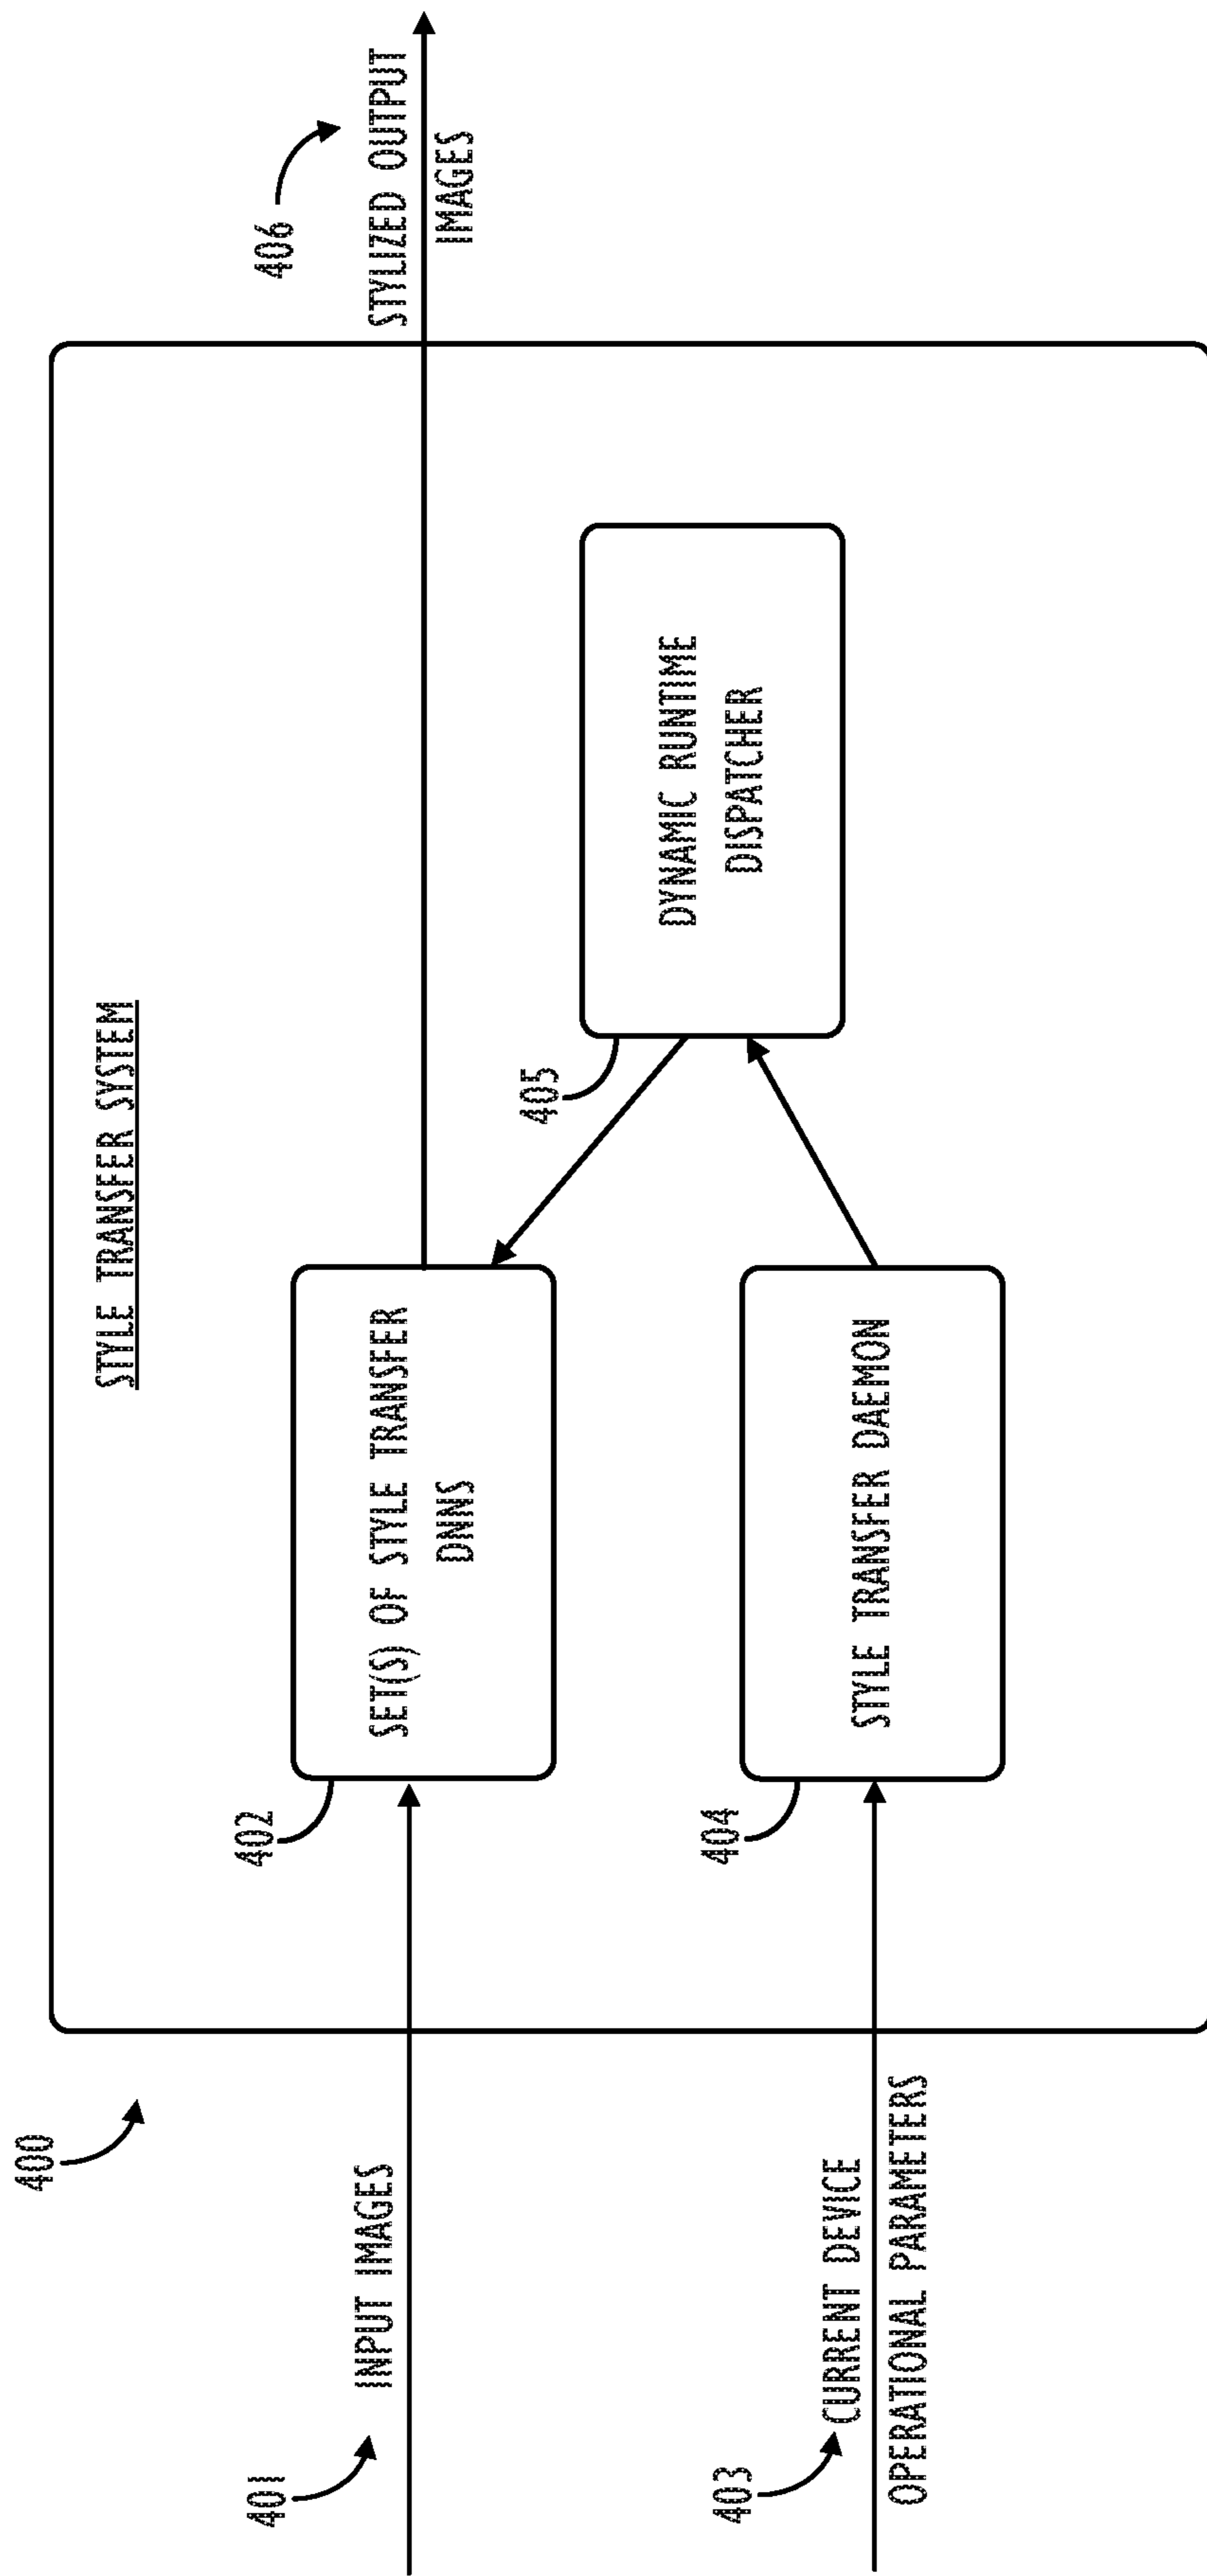 400
STYLE TRANSFER SYSTEM
401
INPUT IMAGES
402
SET(S) OF STYLE TRANSFER
DNNS
406
STYLIZED OUTPUT
IMAGES
405
DYNAMIC RUNTIME
DISPATCHER
403
CURRENT DEVICE
OPERATIONAL PARAMETERS
404
STYLE TRANSFER DAEMON